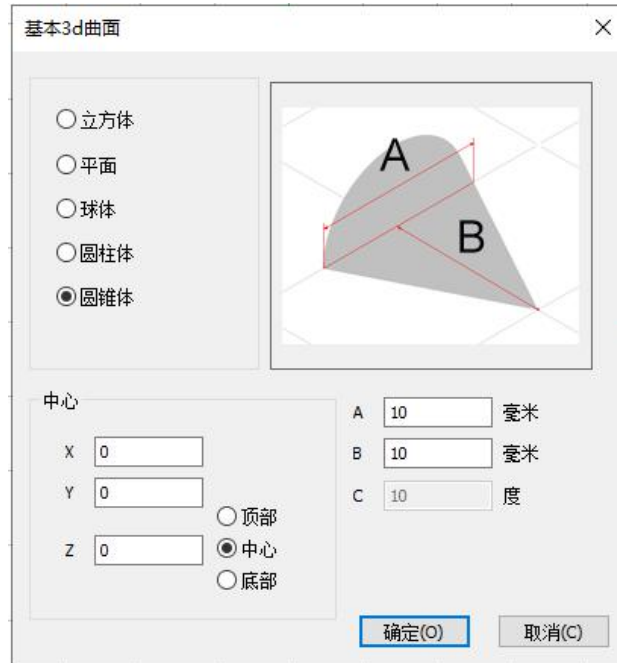 基本3d曲面
立方体
平面
球体
圆柱体
圆锥体
A
B
中心
X 0
Y 0
Z 0
顶部
中心
底部
A 10 毫米
B 10 毫米
C 10 度
确定(O) 取消(C)